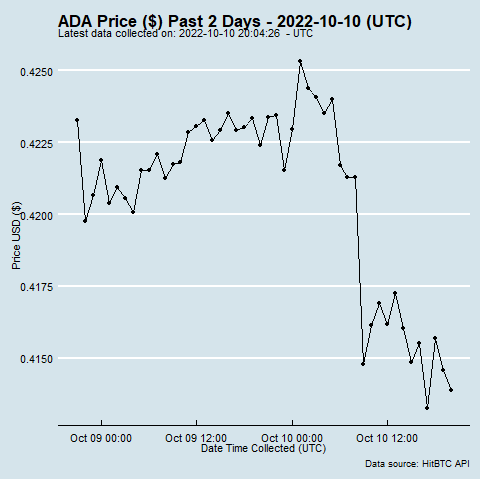 ADA Price ($) Past 2 Days - 2022-10-10 (UTC)
Latest data collected on: 2022-10-10 20:04:26  - UTC
0.4250
0.4225
0.4200
0.4175
0.4150
Price USD ($)
Oct 09 00:00 Oct 09 12:00 Oct 10 00:00 Oct 10 12:00
Date Time Collected (UTC)
Data source: HitBTC API